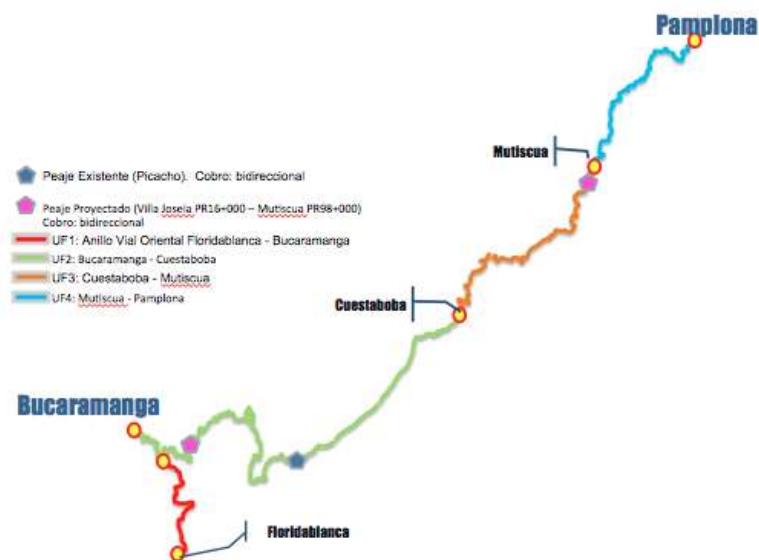 Pamplona
Mutiscua
Peaje Existente (Picacho). Cobro: bidireccional
Peaje Proyectado (Villa Joseia PR16+000 – Mutiscua PR98+000)
Cobro: bidireccional
UF1: Anillo Vial Oriental Floridablanca - Bucaramanga
UF2: Bucaramanga - Cuestaboba
UF3: Cuestaboba - Mutiscua
UF4: Mutiscua - Pamplona
Cuestaboba
Bucaramanga
Floridablanca